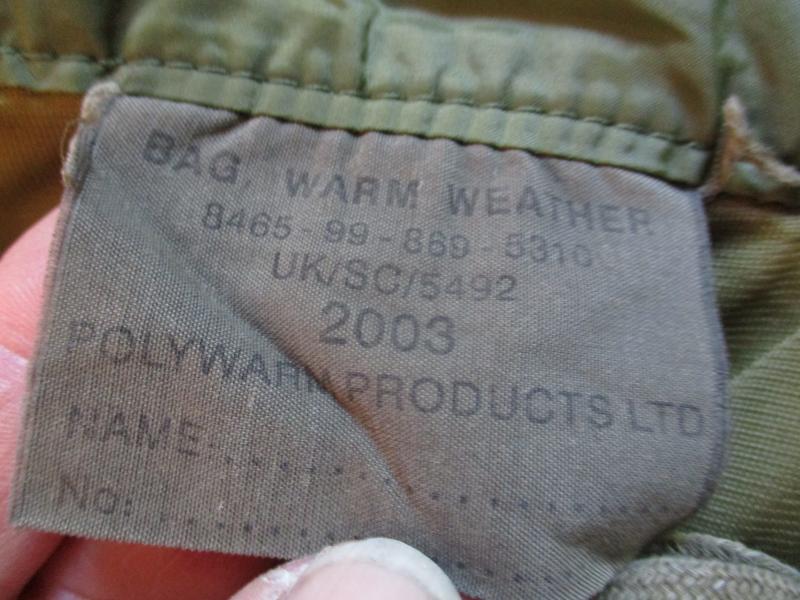 BAG, WARM WEATHER
8465-99-869-5310
UK/SC/5492
2003
POLYWARM PRODUCTS LTD
NAME...............
No:...............